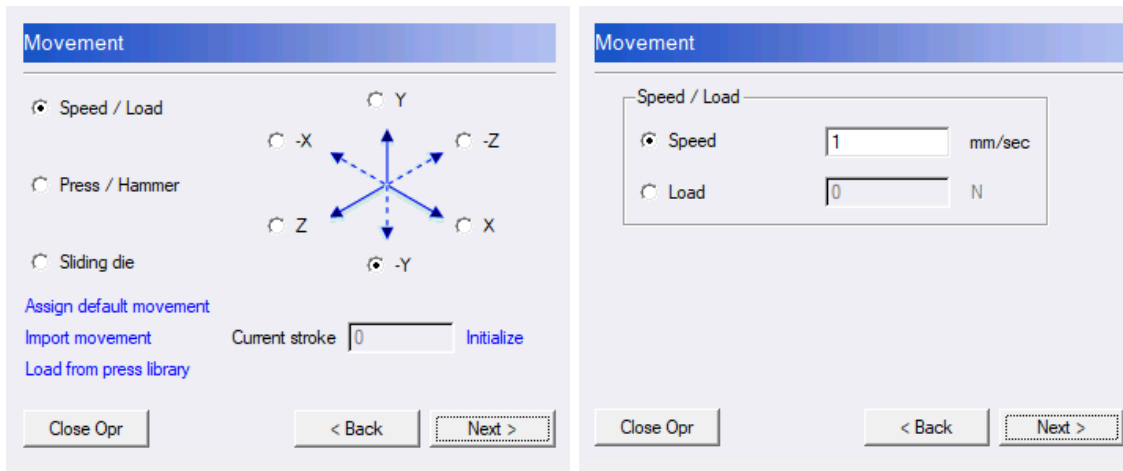 Movement
Speed / Load
Y
-X
-Z
Press / Hammer
Z
X
Sliding die
-Y
Assign default movement
Import movement
Current stroke 0 Initialize
Load from press library
Close Opr
< Back
Next >
Movement
Speed / Load
Speed 1 mm/sec
Load 0 N
Close Opr
< Back
Next >